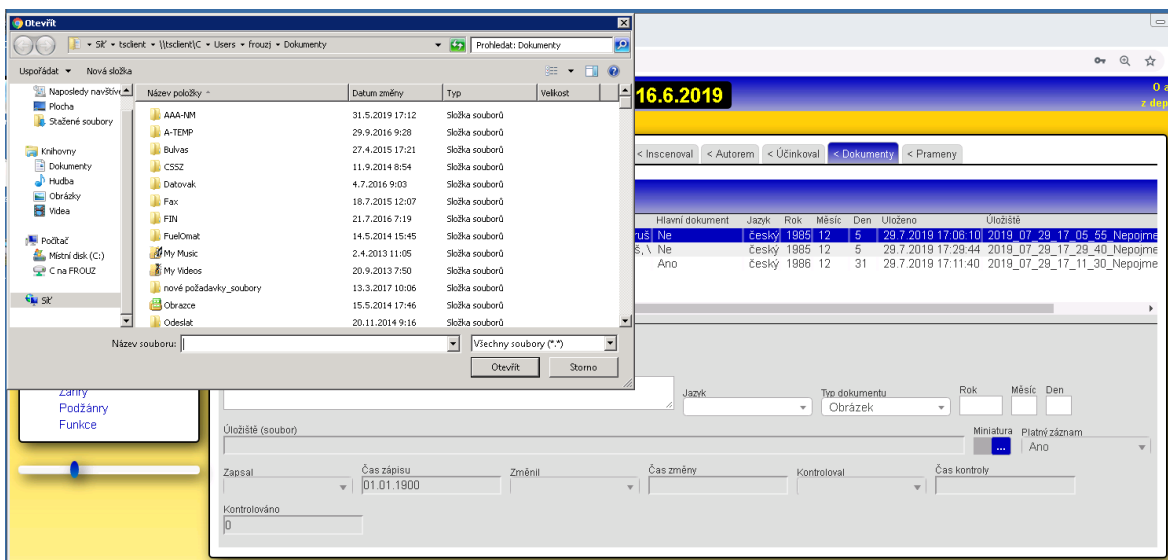 Otevřít
Síť tsclient \\tsclient\C Users frouzj Dokumenty
Prohledat: Dokumenty
Uspořádat Nová složka
16.6.2019
O a
z dep
Naposledy navštíve
Plocha
Stažené soubory
Knihovny
Dokumenty
Hudba
Obrázky
Videa
Počítač
Místní disk (C:)
C na FROUZ
Síť
Název položky Datum změny Typ Velikost
AAA-NM 31.5.2019 17:12 Složka souborů
A-TEMP 29.9.2016 9:28 Složka souborů
Bulvas 27.4.2015 17:21 Složka souborů
CSSZ 11.9.2014 8:54 Složka souborů
Datovak 4.7.2016 9:03 Složka souborů
Fax 18.7.2015 12:07 Složka souborů
FIN 21.7.2016 7:19 Složka souborů
FuelOmat 14.5.2014 15:45 Složka souborů
My Music 2.4.2013 11:05 Složka souborů
My Videos 20.9.2013 7:50 Složka souborů
nové požadavky_soubory 13.3.2017 10:06 Složka souborů
Obrazce 15.5.2014 17:46 Složka souborů
Odeslat 20.11.2014 9:16 Složka souborů
Název souboru: Všechny soubory (*.*)
Otevřít Storno
< Inscenoval < Autorem < Účinkoval < Dokumenty < Prameny
Hlavní dokument Jazyk Rok Měsíc Den Uloženo Úložiště
ruš Ne český 1985 12 5 29.7.2019 17:06:10 2019_07_29_17_05_55_Nepojme
š, \ Ne český 1985 12 5 29.7.2019 17:29:44 2019_07_29_17_29_40_Nepojme
Ano český 1986 12 31 29.7.2019 17:11:40 2019_07_29_17_11_30_Nepojme
Žánry
Podžánry
Funkce
Jazyk Typ dokumentu Rok Měsíc Den
Obrázek
Úložiště (soubor) Miniatura Platný záznam
... Ano
Zapsal Čas zápisu Změnil Čas změny Kontroloval Čas kontroly
01.01.1900
Kontrolováno
0